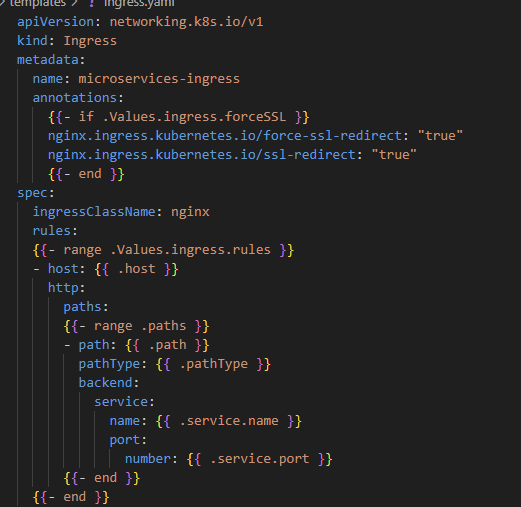 templates > ! ingress.yaml
apiVersion: networking.k8s.io/v1
kind: Ingress
metadata:
  name: microservices-ingress
  annotations:
    {{- if .Values.ingress.forceSSL }}
    nginx.ingress.kubernetes.io/force-ssl-redirect: "true"
    nginx.ingress.kubernetes.io/ssl-redirect: "true"
    {{- end }}
spec:
  ingressClassName: nginx
  rules:
  {{- range .Values.ingress.rules }}
  - host: {{ .host }}
    http:
      paths:
      {{- range .paths }}
      - path: {{ .path }}
        pathType: {{ .pathType }}
        backend:
          service:
            name: {{ .service.name }}
            port:
              number: {{ .service.port }}
      {{- end }}
  {{- end }}